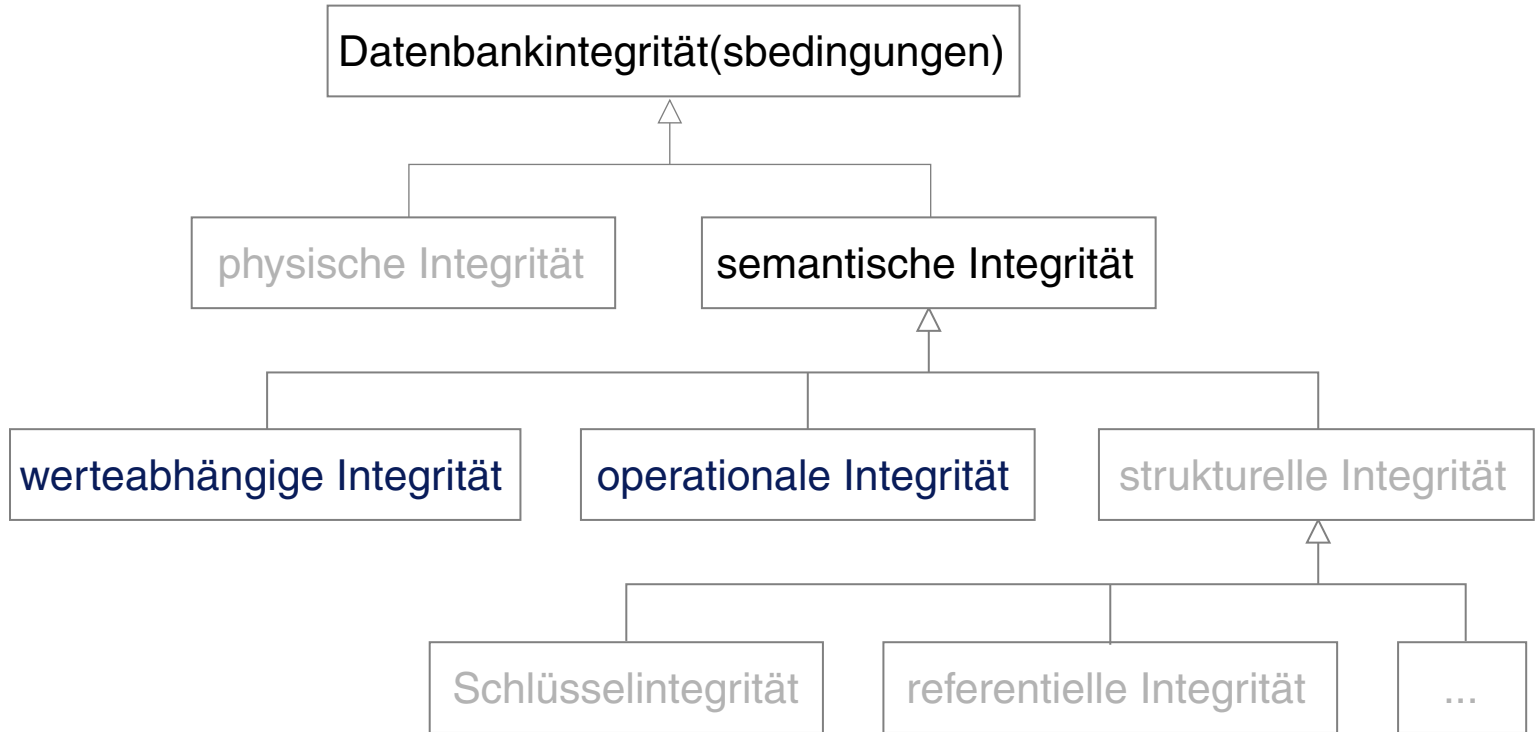 Datenbankintegrität(sbedingungen)
physische Integrität
semantische Integrität
werteabhängige Integrität
operationale Integrität
strukturelle Integrität
Schlüsselintegrität
referentielle Integrität
...